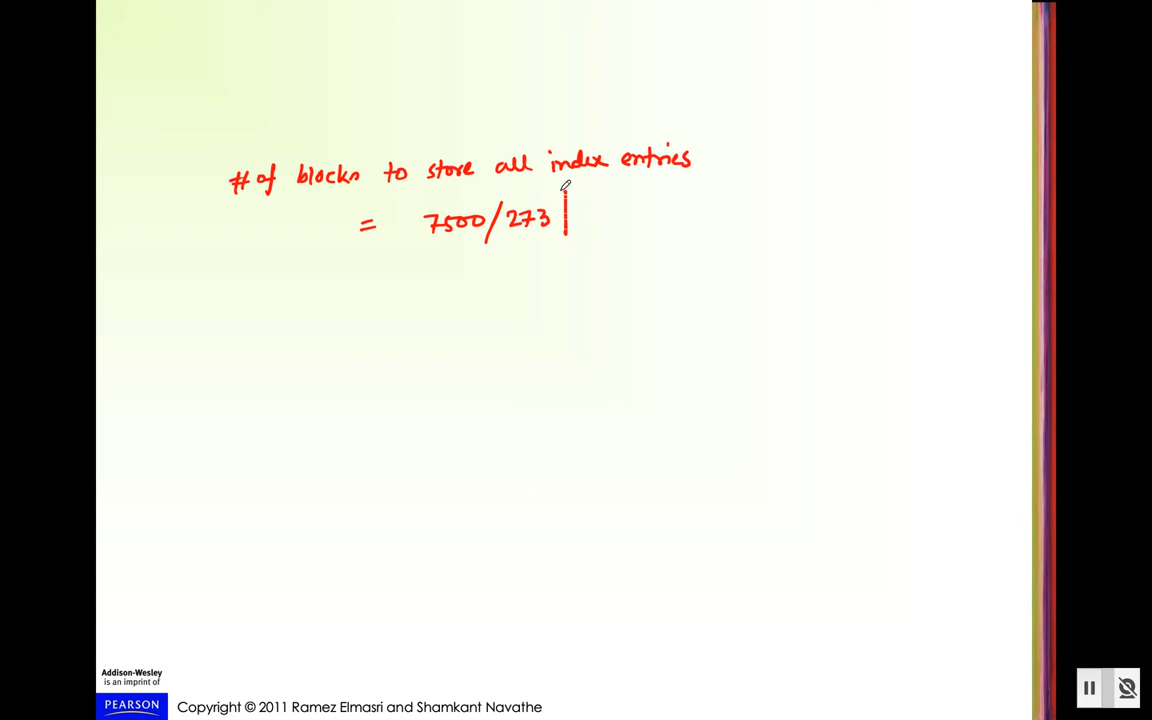 # of blocks to store all index entries
= 7500/273
Addison-Wesley
is an imprint of
PEARSON
Copyright © 2011 Ramez Elmasri and Shamkant Navathe